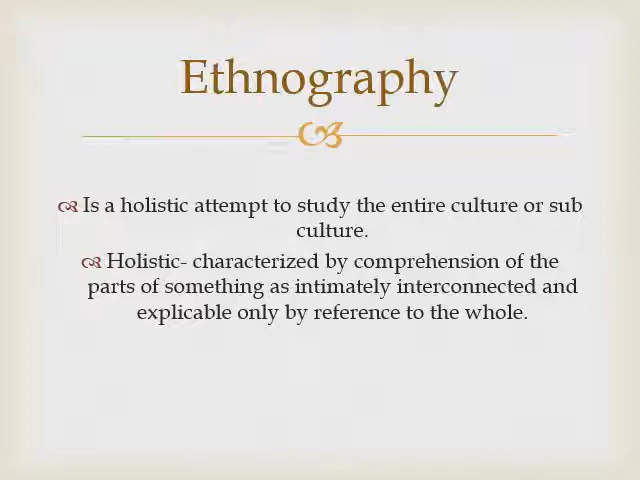 Ethnography
Is a holistic attempt to study the entire culture or sub
culture.
Holistic- characterized by comprehension of the
parts of something as intimately interconnected and
explicable only by reference to the whole.